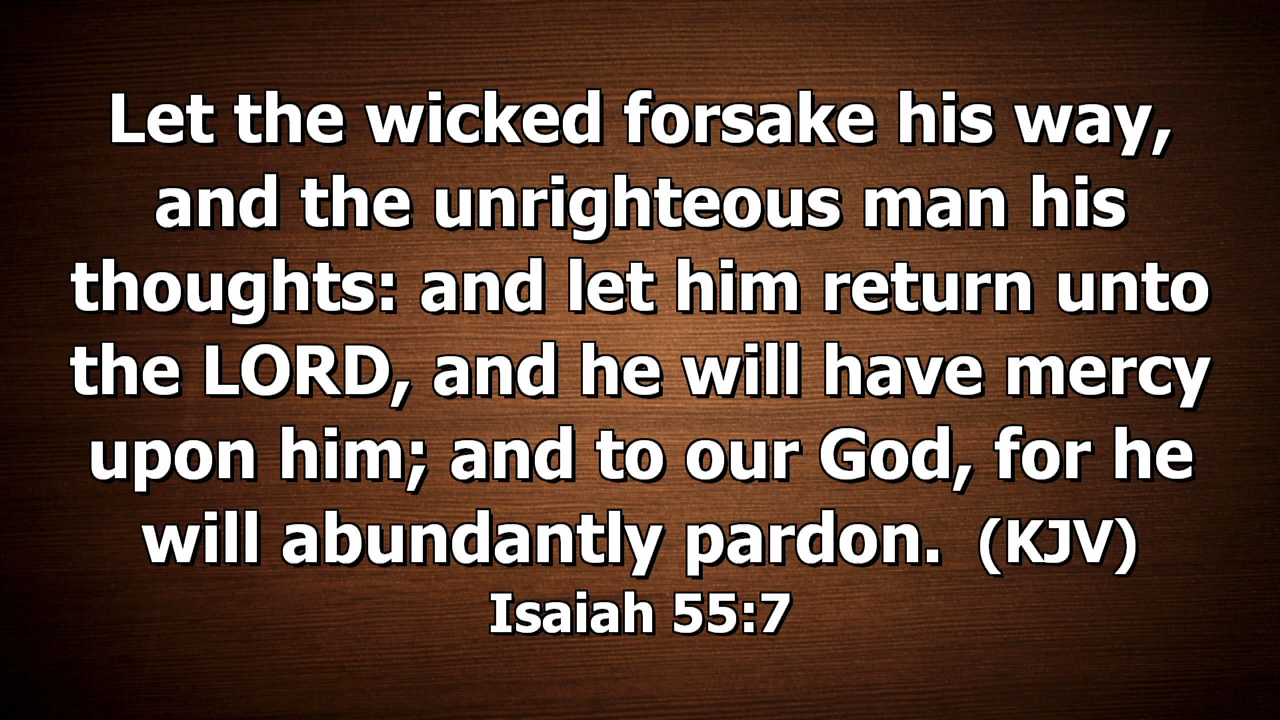 Let the wicked forsake his way,
and the unrighteous man his
thoughts: and let him return unto
the LORD, and he will have mercy
upon him; and to our God, for he
will abundantly pardon. (KJV)
Isaiah 55:7